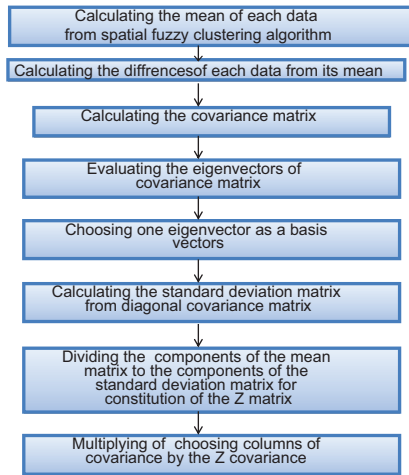 Calculating the mean of each data
from spatial fuzzy clustering algorithm
Calculating the diffrencesof each data from its mean
Calculating the covariance matrix
Evaluating the eigenvectors of
covariance matrix
Choosing one eigenvector as a basis
vectors
Calculating the standard deviation matrix
from diagonal covariance matrix
Dividing the components of the mean
matrix to the components of the
standard deviation matrix for
constitution of the Z matrix
Multiplying of choosing columns of
covariance by the Z covariance